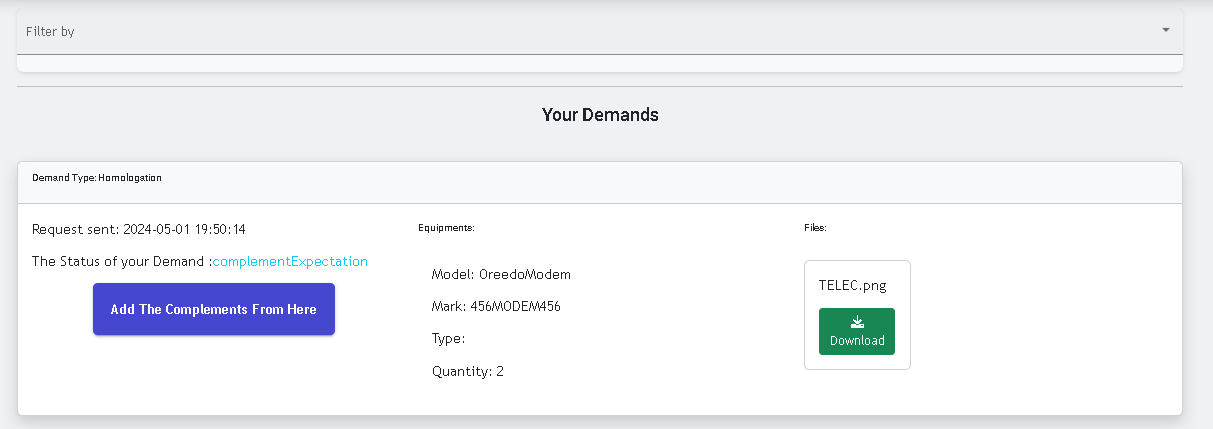 Filter by
Your Demands
Demand Type: Homologation
Request sent: 2024-05-01 19:50:14
The Status of your Demand :complementExpectation
Add The Complements From Here
Equipments:
Model: OreedoModem
Mark: 456MODEM456
Type:
Quantity: 2
Files:
TELEC.png
Download